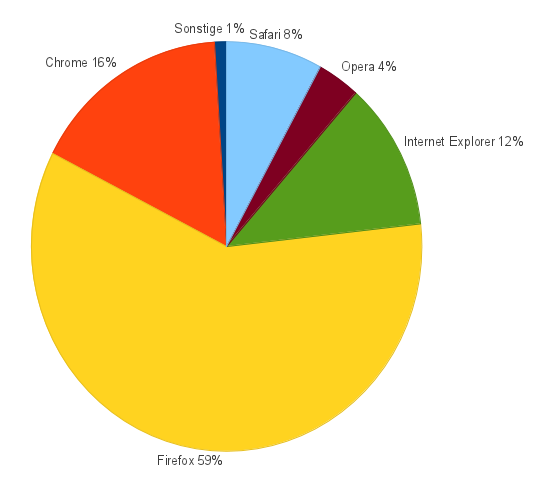 Sonstige 1%
Safari 8%
Chrome 16%
Opera 4%
Internet Explorer 12%
Firefox 59%